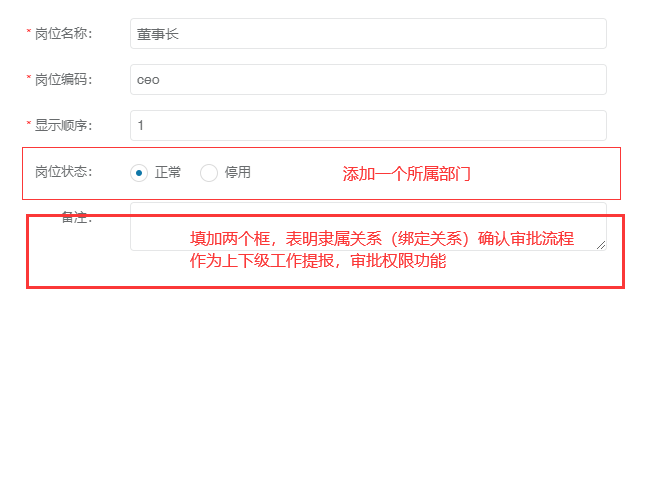 * 岗位名称： 董事长
* 岗位编码： ceo
* 显示顺序： 1
岗位状态： 正常 停用 添加一个所属部门
备注：
填加两个框，表明隶属关系（绑定关系）确认审批流程
作为上下级工作提报，审批权限功能